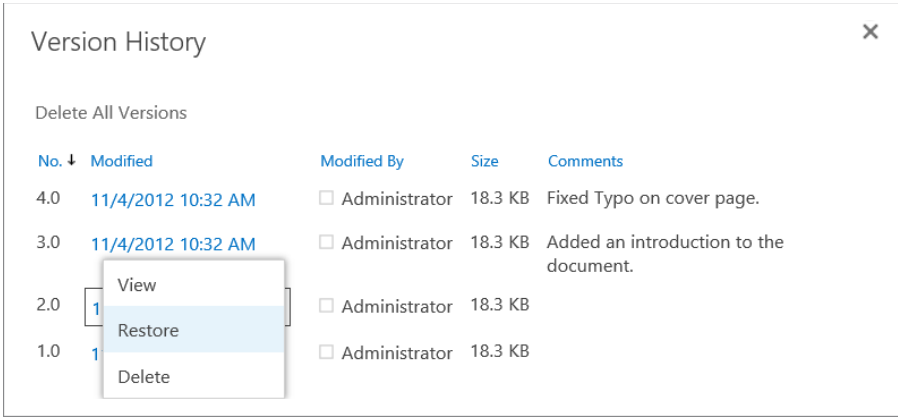 Version History
Delete All Versions
No. Modified Modified By Size Comments
4.0 11/4/2012 10:32 AM Administrator 18.3 KB Fixed Typo on cover page.
3.0 11/4/2012 10:32 AM Administrator 18.3 KB Added an introduction to the
document.
View
2.0 1 Administrator 18.3 KB
Restore
1.0 1 Administrator 18.3 KB
Delete